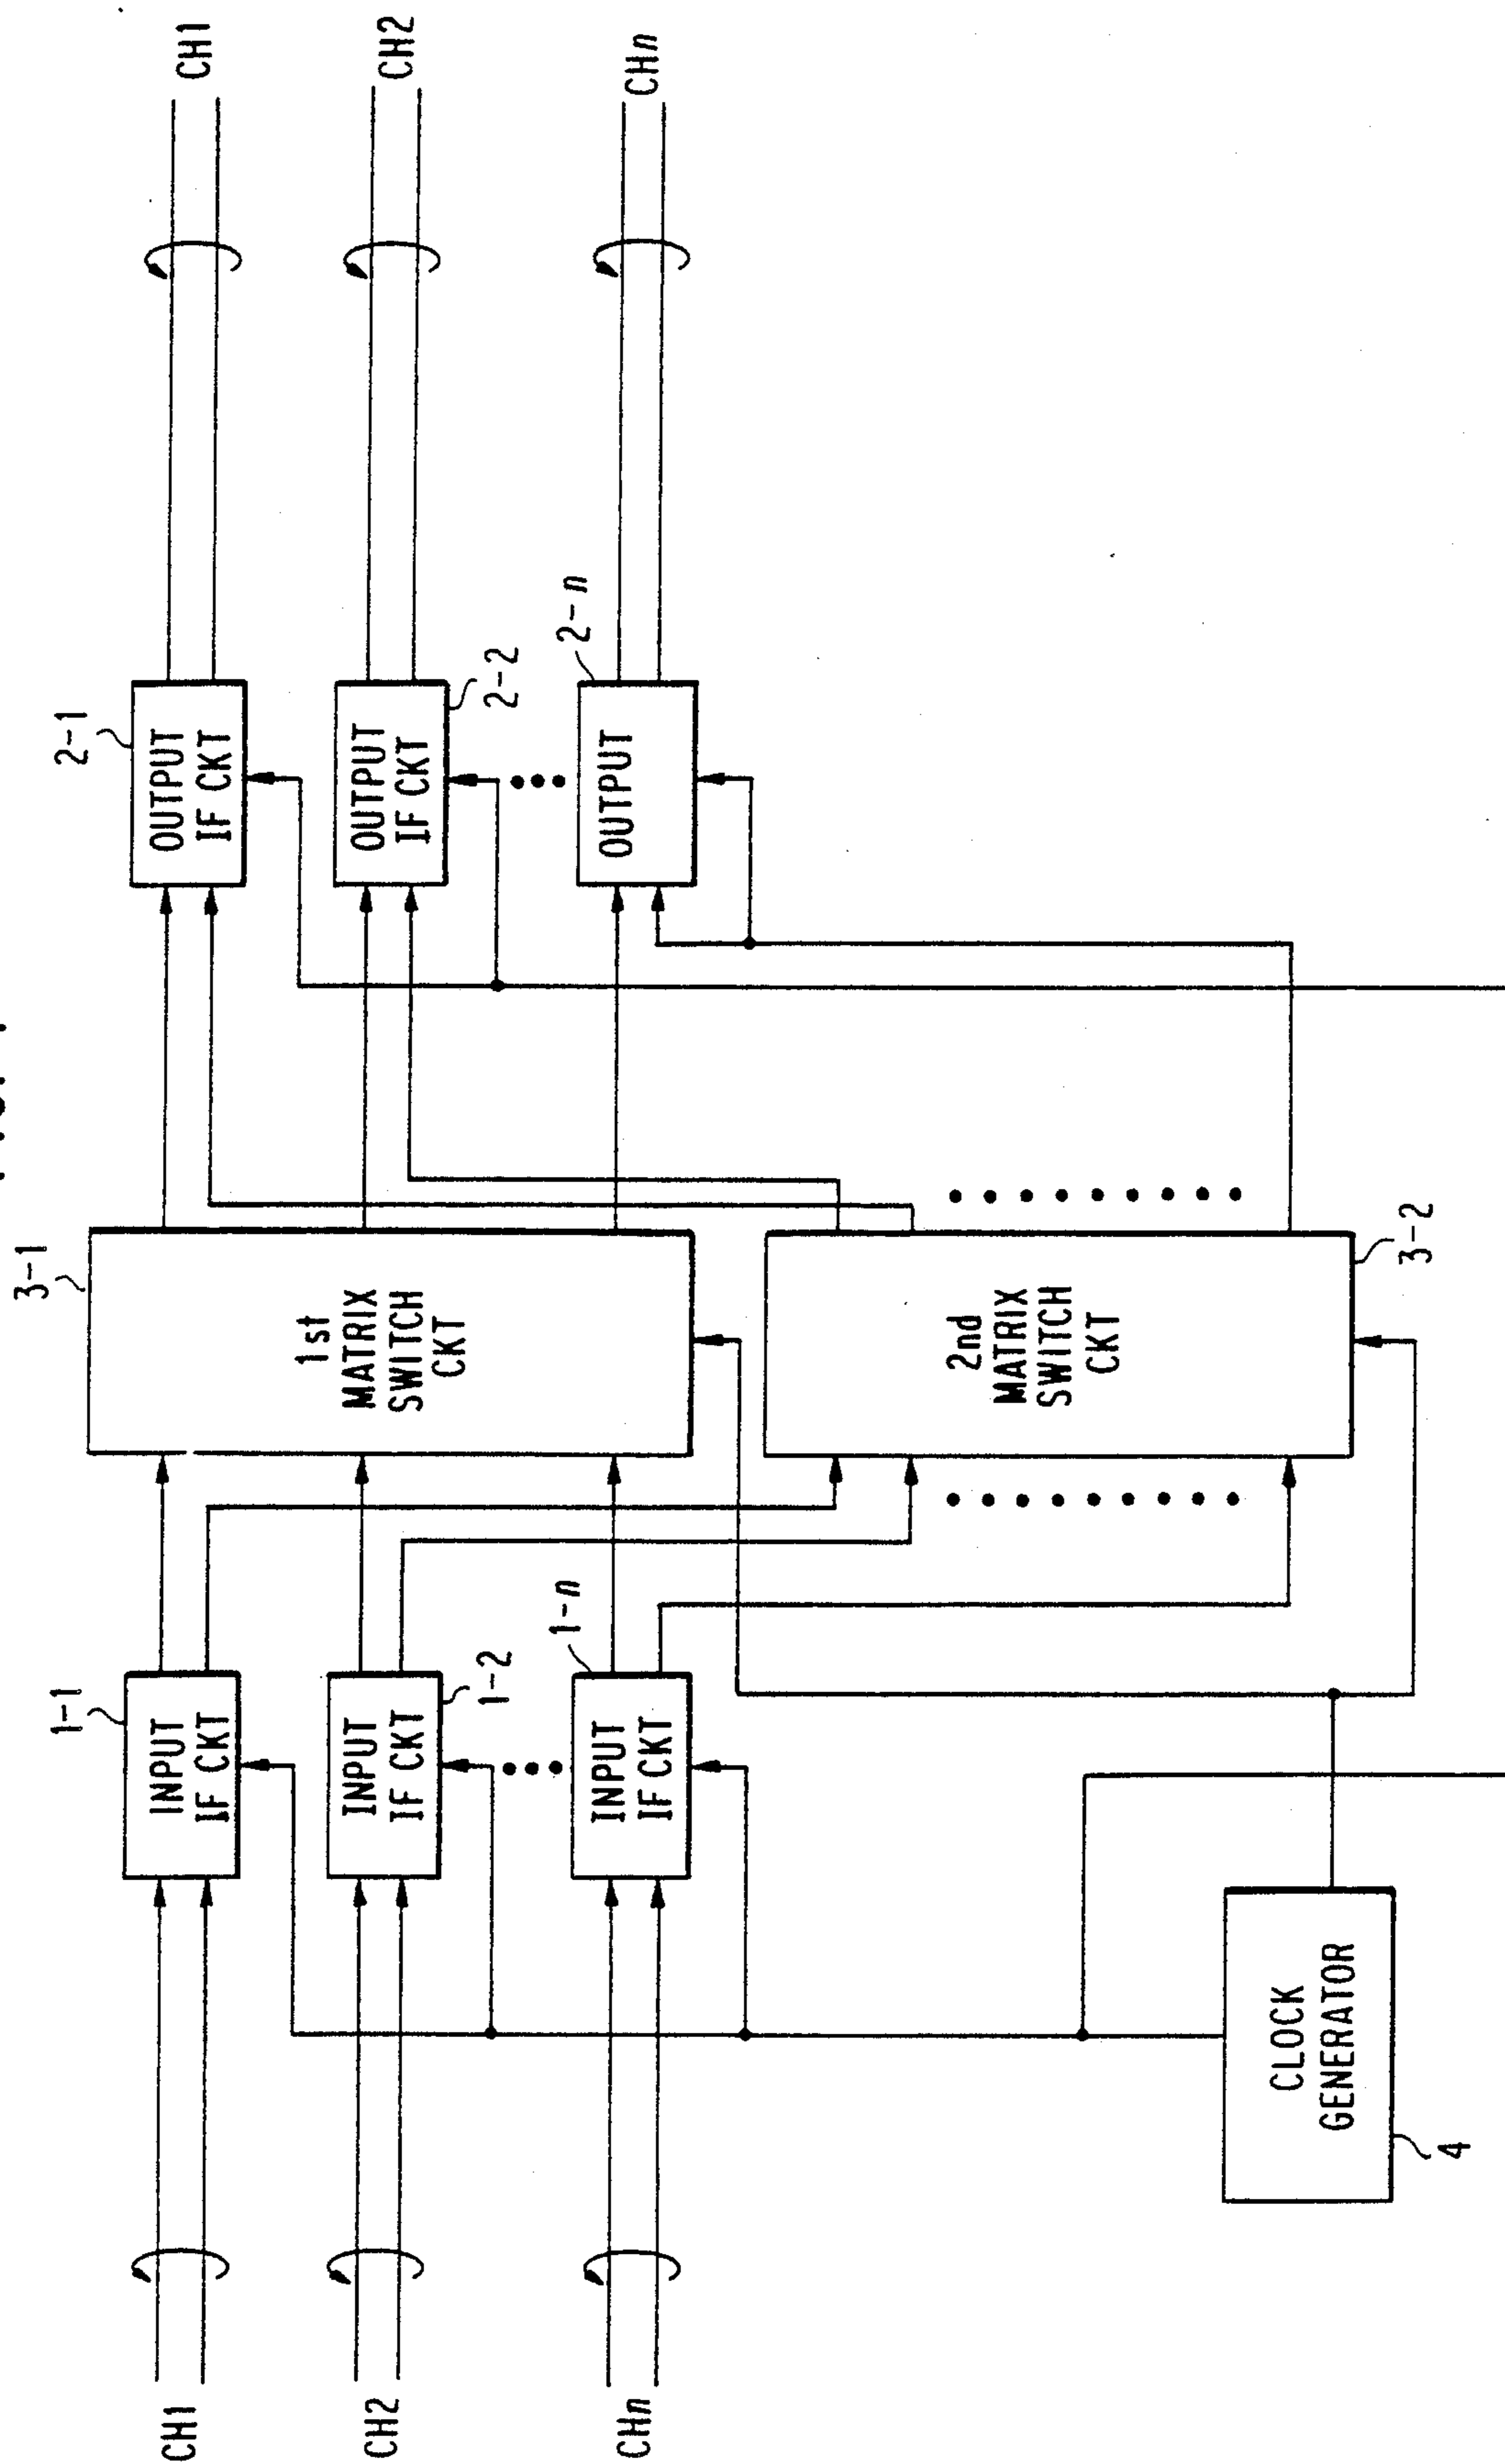 CH1
CH2
CHn
1-1
INPUT
IF CKT
INPUT
IF CKT
1-2
1-n
INPUT
IF CKT
CLOCK
GENERATOR
4
3-1
1st
MATRIX
SWITCH
CKT
2nd
MATRIX
SWITCH
CKT
3-2
2-1
OUTPUT
IF CKT
OUTPUT
IF CKT
2-2
2-n
OUTPUT
CH1
CH2
CHn